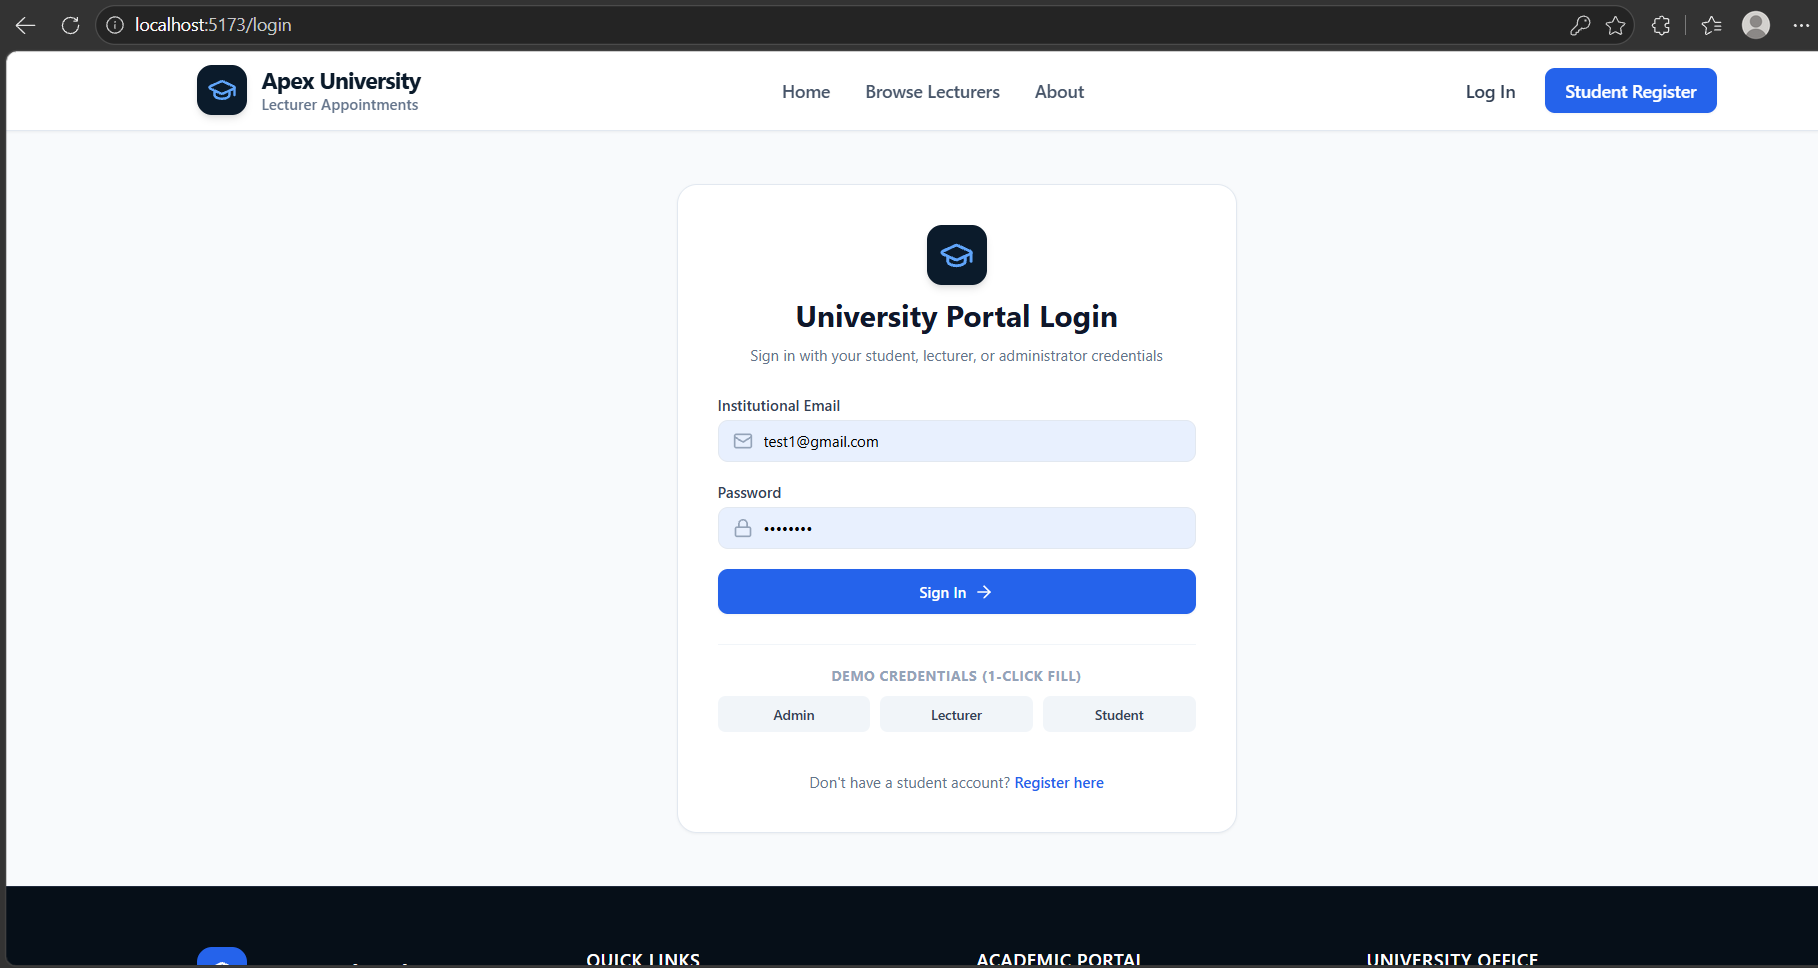 localhost:5173/login
Apex University
Lecturer Appointments
Home
Browse Lecturers
About
Log In
Student Register
University Portal Login
Sign in with your student, lecturer, or administrator credentials
Institutional Email
test1@gmail.com
Password
••••••••
Sign In
DEMO CREDENTIALS (1-CLICK FILL)
Admin
Lecturer
Student
Don't have a student account? Register here
QUICK LINKS
ACADEMIC PORTAL
UNIVERSITY OFFICE